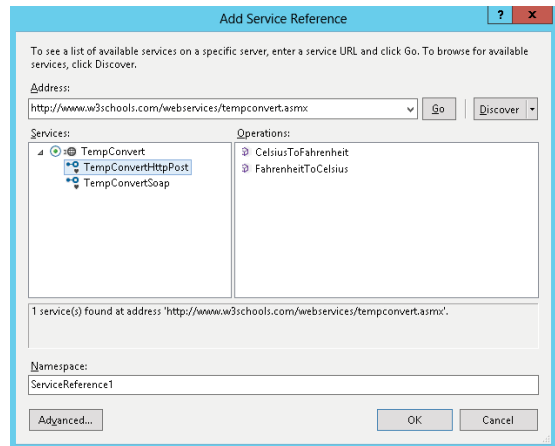 Add Service Reference
? x
To see a list of available services on a specific server, enter a service URL and click Go. To browse for available
services, click Discover.
Address:
http://www.w3schools.com/webservices/tempconvert.asmx Go Discover
Services: Operations:
TempConvert CelsiusToFahrenheit
TempConvertHttpPost FahrenheitToCelsius
TempConvertSoap
1 service(s) found at address 'http://www.w3schools.com/webservices/tempconvert.asmx'.
Namespace:
ServiceReference1
Advanced... OK Cancel